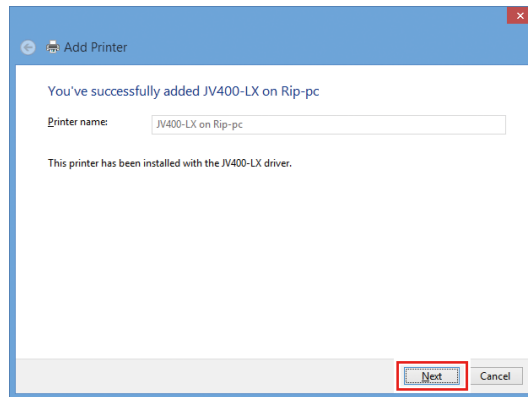 Add Printer
You've successfully added JV400-LX on Rip-pc
Printer name: JV400-LX on Rip-pc
This printer has been installed with the JV400-LX driver.
Next Cancel